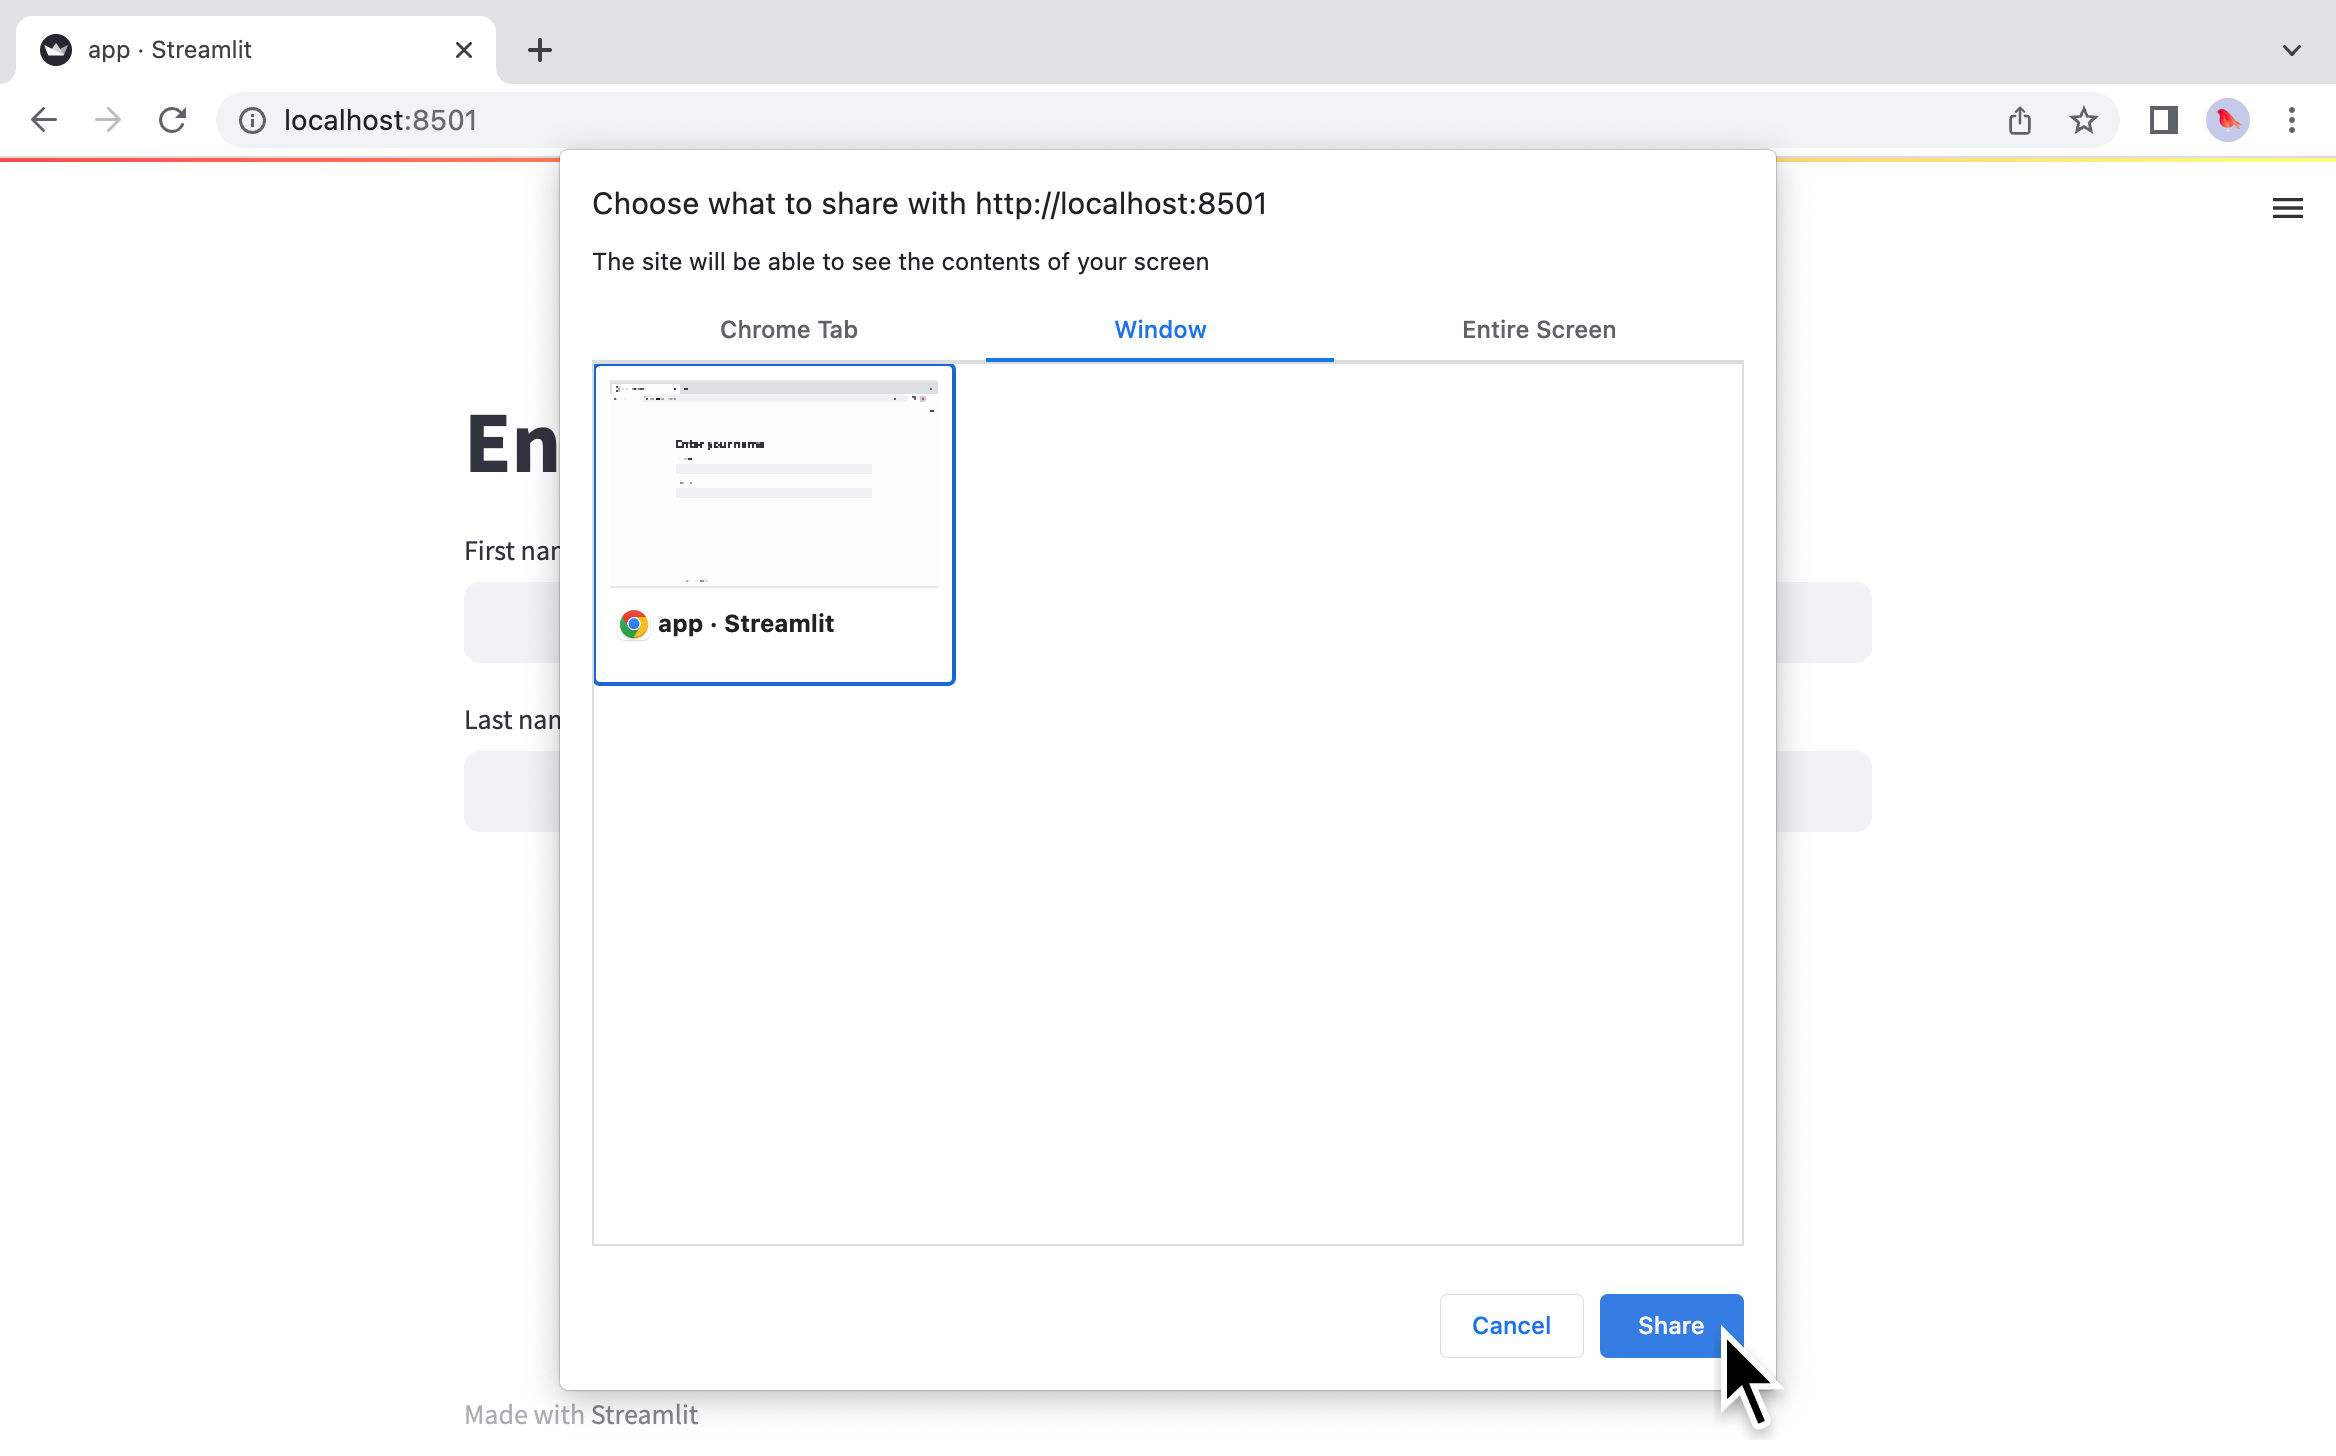 app · Streamlit
localhost:8501
Choose what to share with http://localhost:8501
The site will be able to see the contents of your screen
Chrome Tab
Window
Entire Screen
En
Enter your name
First nar
app · Streamlit
Last nan
Cancel
Share
Made with Streamlit